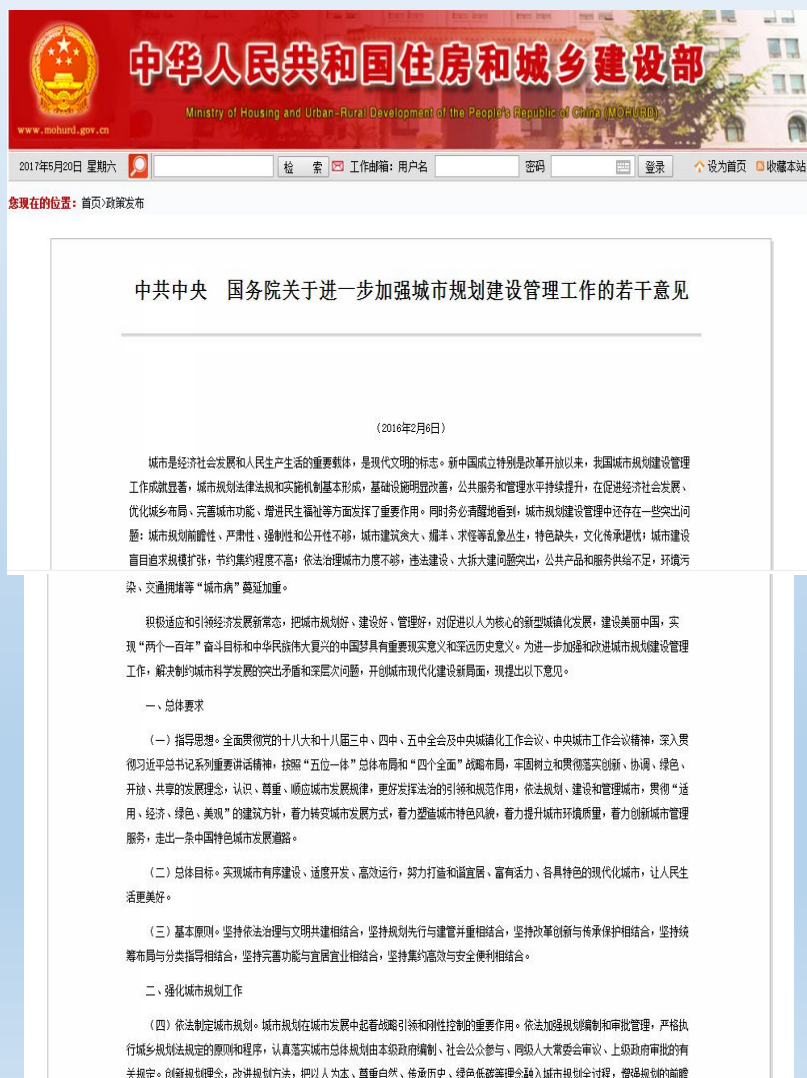 中华人民共和国住房和城乡建设部
Ministry of Housing and Urban-Rural Development of the People's Republic of China (MOHURD)
www.mohurd.gov.cn
2017年5月20日 星期六 检 索 工作邮箱：用户名 密码 登录 设为首页 收藏本站
您现在的位置：首页>政策发布
中共中央 国务院关于进一步加强城市规划建设管理工作的若干意见
（2016年2月6日）
城市是经济社会发展和人民生产生活的重要载体，是现代文明的标志。新中国成立特别是改革开放以来，我国城市规划建设管理
工作成就显著，城市规划法律法规和实施机制基本形成，基础设施明显改善，公共服务和管理水平持续提升，在促进经济社会发展、
优化城乡布局、完善城市功能、增进民生福祉等方面发挥了重要作用。同时务必清醒地看到，城市规划建设管理中还存在一些突出问
题：城市规划前瞻性、严肃性、强制性和公开性不够，城市建筑贪大、媚洋、求怪等乱象丛生，特色缺失，文化传承堪忧；城市建设
盲目追求规模扩张，节约集约程度不高；依法治理城市力度不够，违法建设、大拆大建问题突出，公共产品和服务供给不足，环境污
染、交通拥堵等“城市病”蔓延加重。
积极适应和引领经济发展新常态，把城市规划好、建设好、管理好，对促进以人为核心的新型城镇化发展，建设美丽中国，实
现“两个一百年”奋斗目标和中华民族伟大复兴的中国梦具有重要现实意义和深远历史意义。为进一步加强和改进城市规划建设管理
工作，解决制约城市科学发展的突出矛盾和深层次问题，开创城市现代化建设新局面，现提出以下意见。
一、总体要求
（一）指导思想。全面贯彻党的十八大和十八届三中、四中、五中全会及中央城镇化工作会议、中央城市工作会议精神，深入贯
彻习近平总书记系列重要讲话精神，按照“五位一体”总体布局和“四个全面”战略布局，牢固树立和贯彻落实创新、协调、绿色、
开放、共享的发展理念，认识、尊重、顺应城市发展规律，更好发挥法治的引领和规范作用，依法规划、建设和管理城市，贯彻“适
用、经济、绿色、美观”的建筑方针，着力转变城市发展方式，着力塑造城市特色风貌，着力提升城市环境质量，着力创新城市管理
服务，走出一条中国特色城市发展道路。
（二）总体目标。实现城市有序建设、适度开发、高效运行，努力打造和谐宜居、富有活力、各具特色的现代化城市，让人民生
活更美好。
（三）基本原则。坚持依法治理与文明共建相结合，坚持规划先行与建管并重相结合，坚持改革创新与传承保护相结合，坚持统
筹布局与分类指导相结合，坚持完善功能与宜居宜业相结合，坚持集约高效与安全便利相结合。
二、强化城市规划工作
（四）依法制定城市规划。城市规划在城市发展中起着战略引领和刚性控制的重要作用。依法加强规划编制和审批管理，严格执
行城乡规划法规定的原则和程序，认真落实城市总体规划由本级政府编制、社会公众参与、同级人大常委会审议、上级政府审批的有
关规定。创新规划理念，改进规划方法，把以人为本、尊重自然、传承历史、绿色低碳等理念融入城市规划全过程，增强规划的前瞻